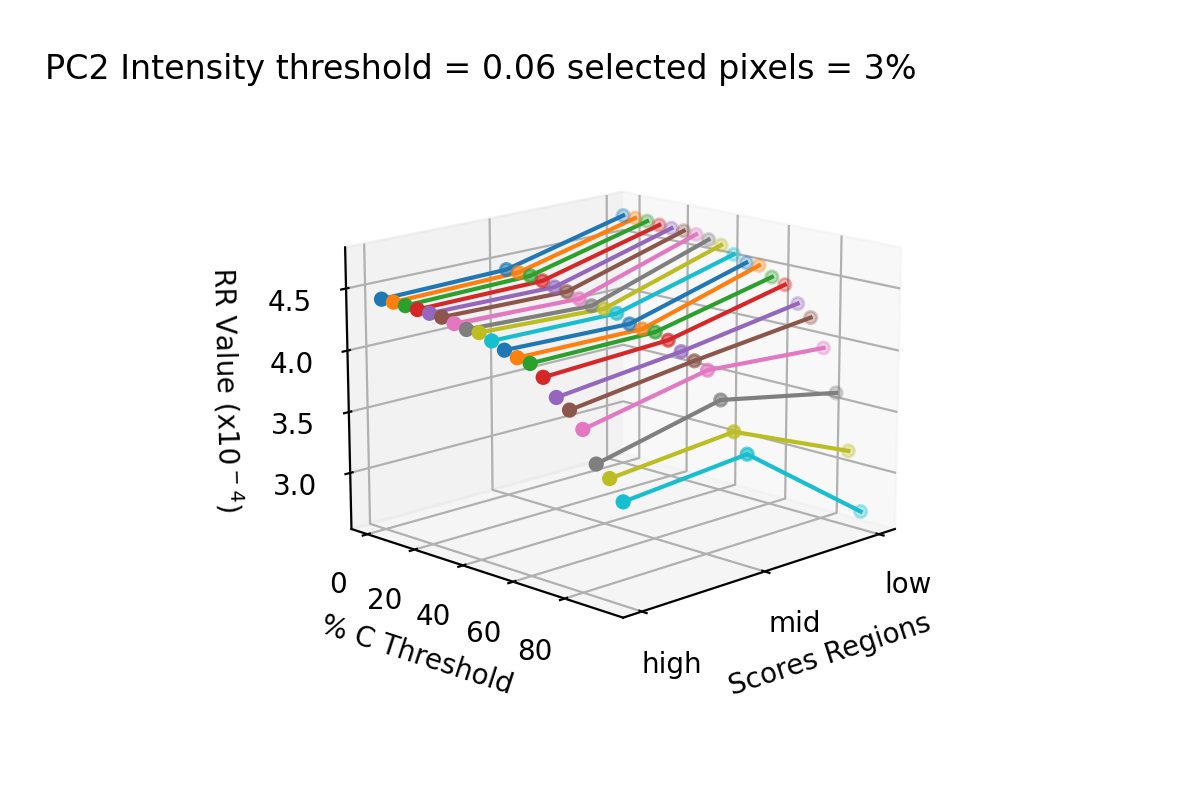 PC2 Intensity threshold = 0.06 selected pixels = 3%
RR Value (x10⁻⁴)
4.5
4.0
3.5
3.0
0
20
40
60
80
% C Threshold
high
mid
low
Scores Regions